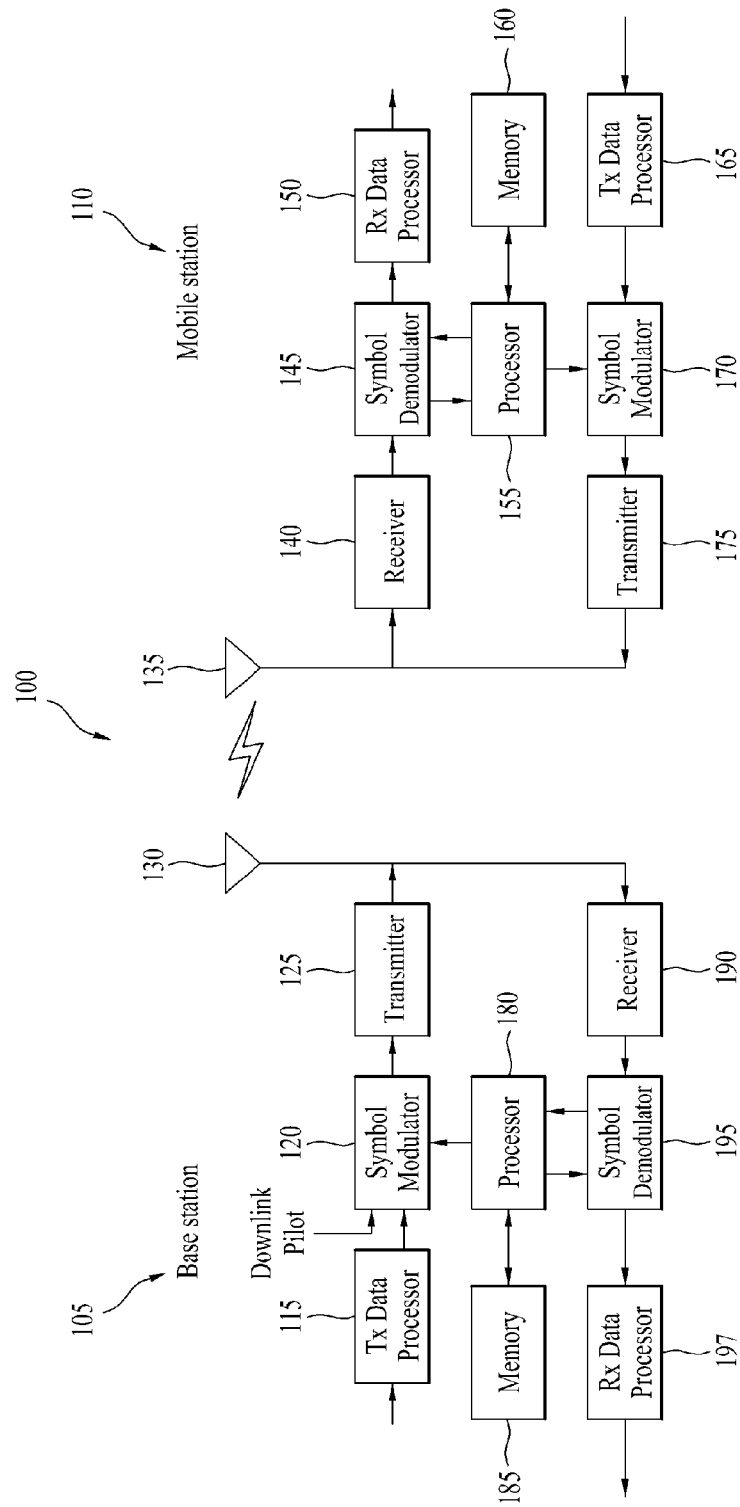 100
105
Base station
110
Mobile station
Downlink
Pilot
115
Tx Data
Processor
120
Symbol
Modulator
125
Transmitter
130
135
140
Receiver
145
Symbol
Demodulator
150
Rx Data
Processor
185
Memory
Processor
180
155
Processor
Memory
160
197
Rx Data
Processor
195
Symbol
Demodulator
190
Receiver
175
Transmitter
170
Symbol
Modulator
165
Tx Data
Processor